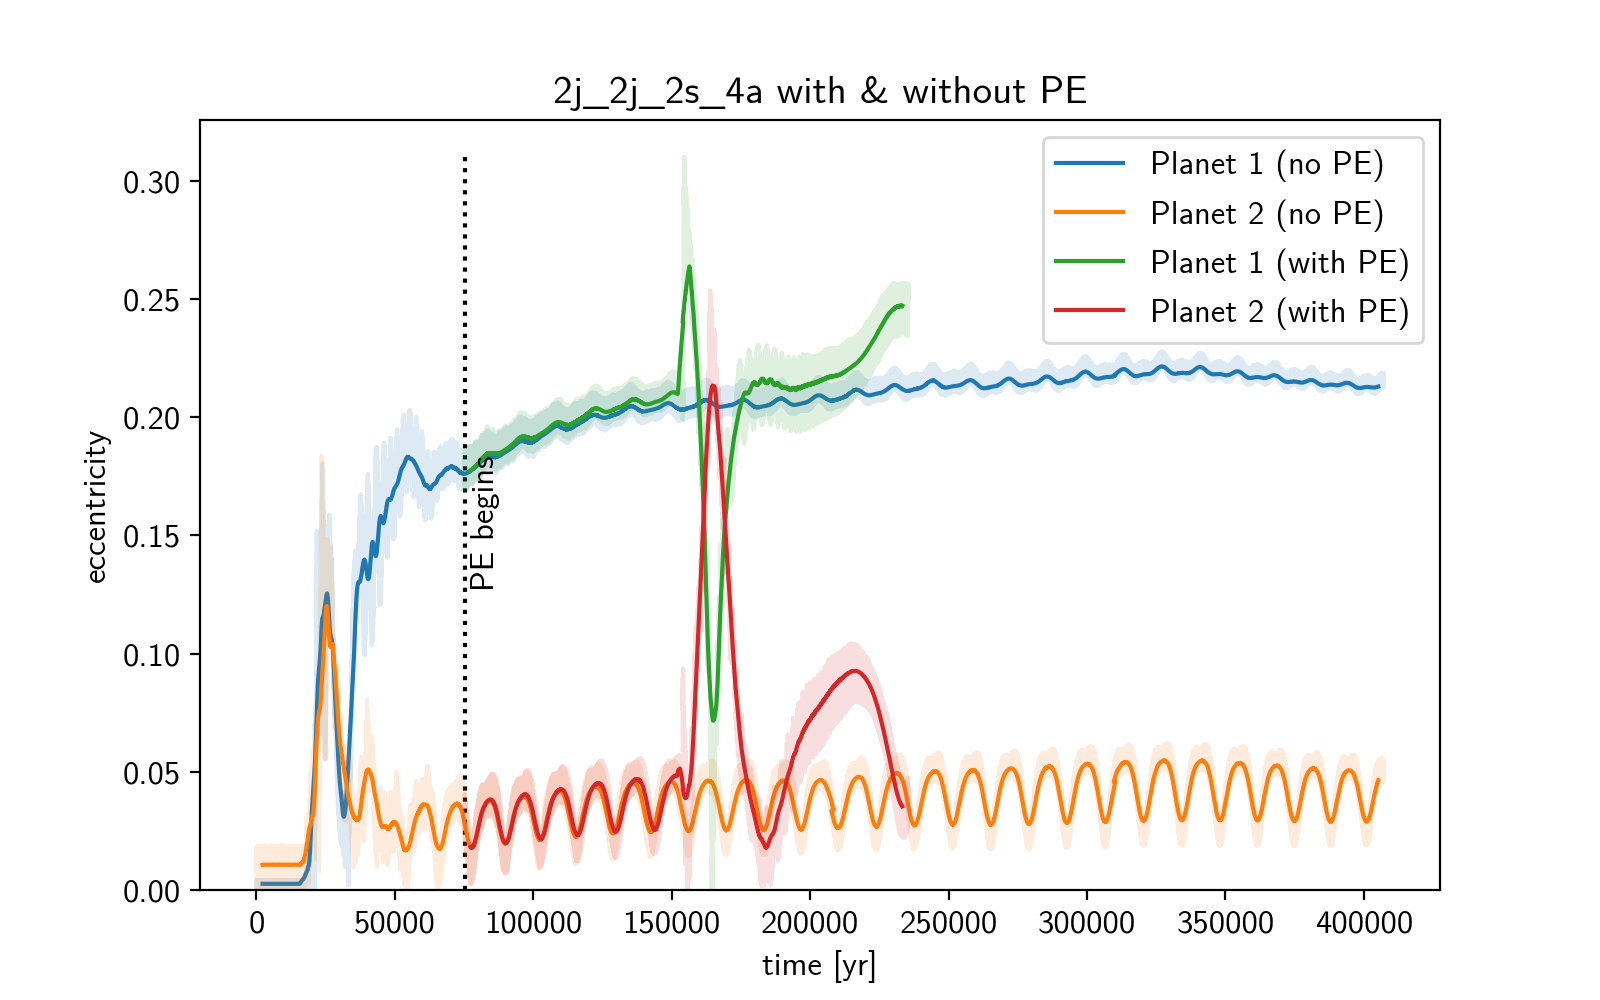 2j_2j_2s_4a with & without PE
Planet 1 (no PE)
Planet 2 (no PE)
Planet 1 (with PE)
Planet 2 (with PE)
eccentricity
0.30
0.25
0.20
0.15
0.10
0.05
0.00
PE begins
0
50000
100000
150000
200000
250000
300000
350000
400000
time [yr]